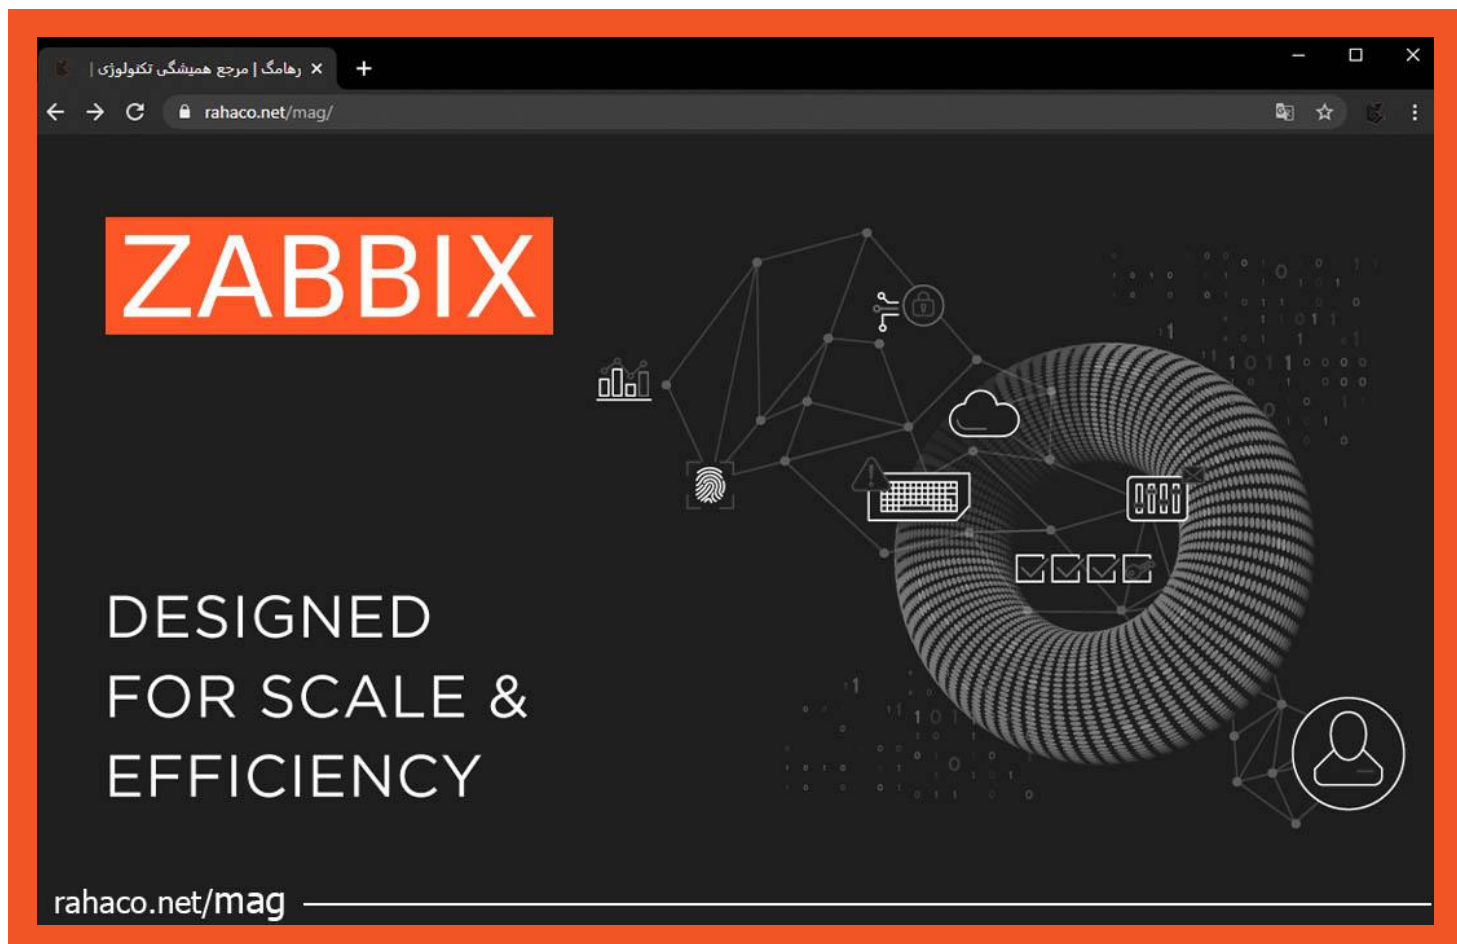 رهامگ | مرجع همیشگی تکنولوژی |
rahaco.net/mag/
ZABBIX
DESIGNED
FOR SCALE &
EFFICIENCY
rahaco.net/mag